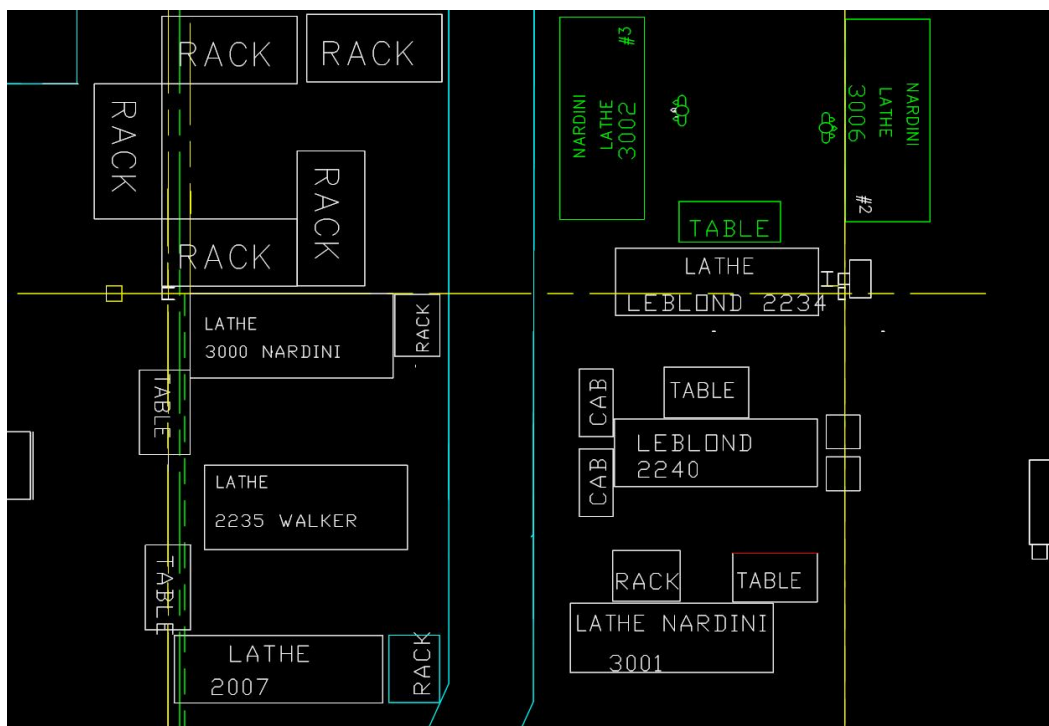 RACK
RACK
RACK
RACK
RACK
#3
NARDINI
LATHE
3002
NARDINI
LATHE
3006
#2
TABLE
LATHE
LEBLOND 2234
LATHE
3000 NARDINI
RACK
TABLE
CAB
TABLE
LEBLOND
2240
CAB
LATHE
2235 WALKER
TABLE
RACK
TABLE
LATHE NARDINI
3001
LATHE
2007
RACK